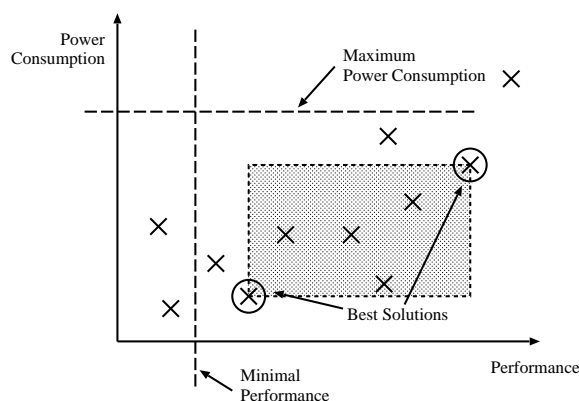 Power
Consumption
Maximum
Power Consumption
Best Solutions
Performance
Minimal
Performance